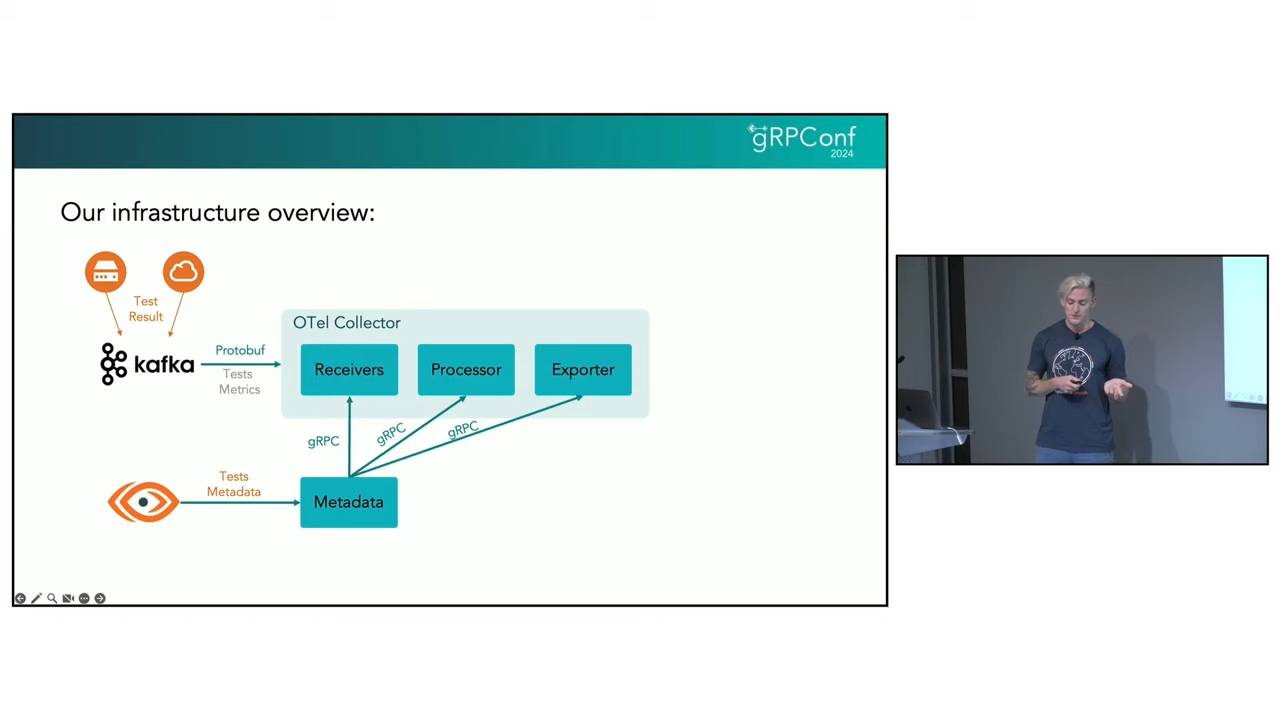 gRPConf
2024
Our infrastructure overview:
Test
Result
OTel Collector
kafka
Protobuf
Tests
Metrics
Receivers
Processor
Exporter
gRPC
gRPC
gRPC
Tests
Metadata
Metadata